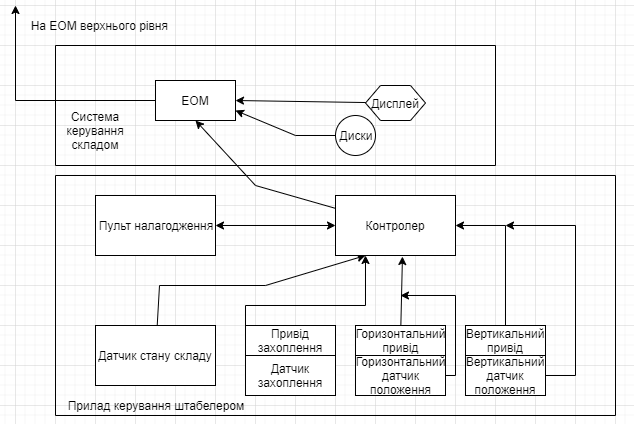 На ЕОМ верхнього рівня
ЕОМ
Дисплей
Диски
Система
керування
складом
Пульт налагодження
Контролер
Датчик стану складу
Привід
захоплення
Датчик
захоплення
Горизонтальний
привід
Горизонтальний
датчик
положення
Вертикальний
привід
Вертикальний
датчик
положення
Прилад керування штабелером